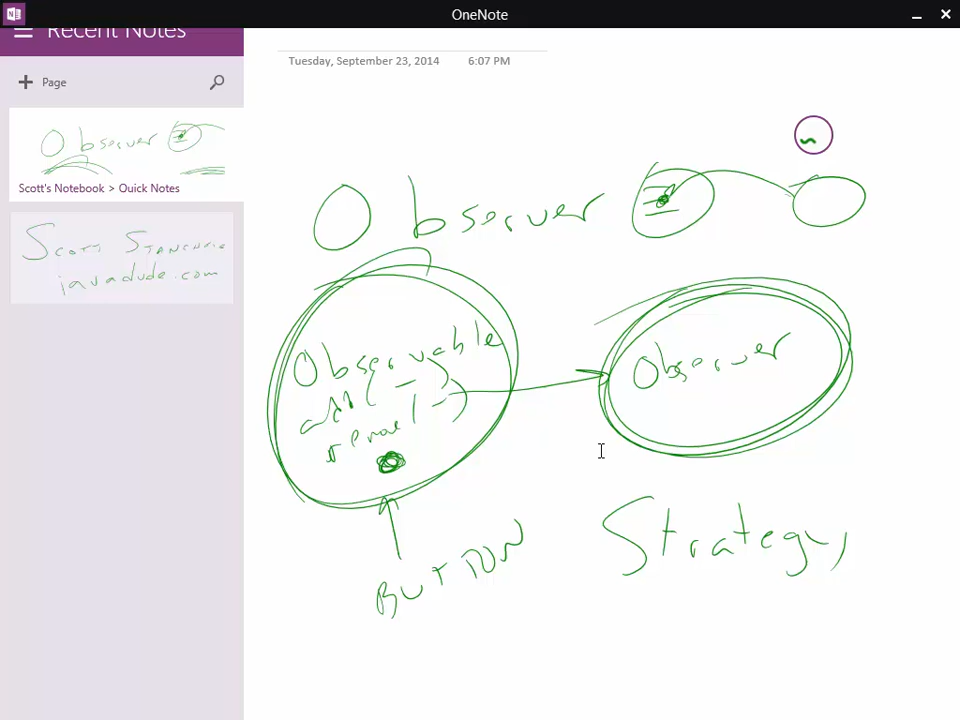 OneNote
Recent Notes
Page
Observer
Scott's Notebook > Quick Notes
Scott Stanchfield
javadude.com
Tuesday, September 23, 2014 6:07 PM
Observer
Observable
add( – )
remove( – )
Observer
BUTTON
Strategy